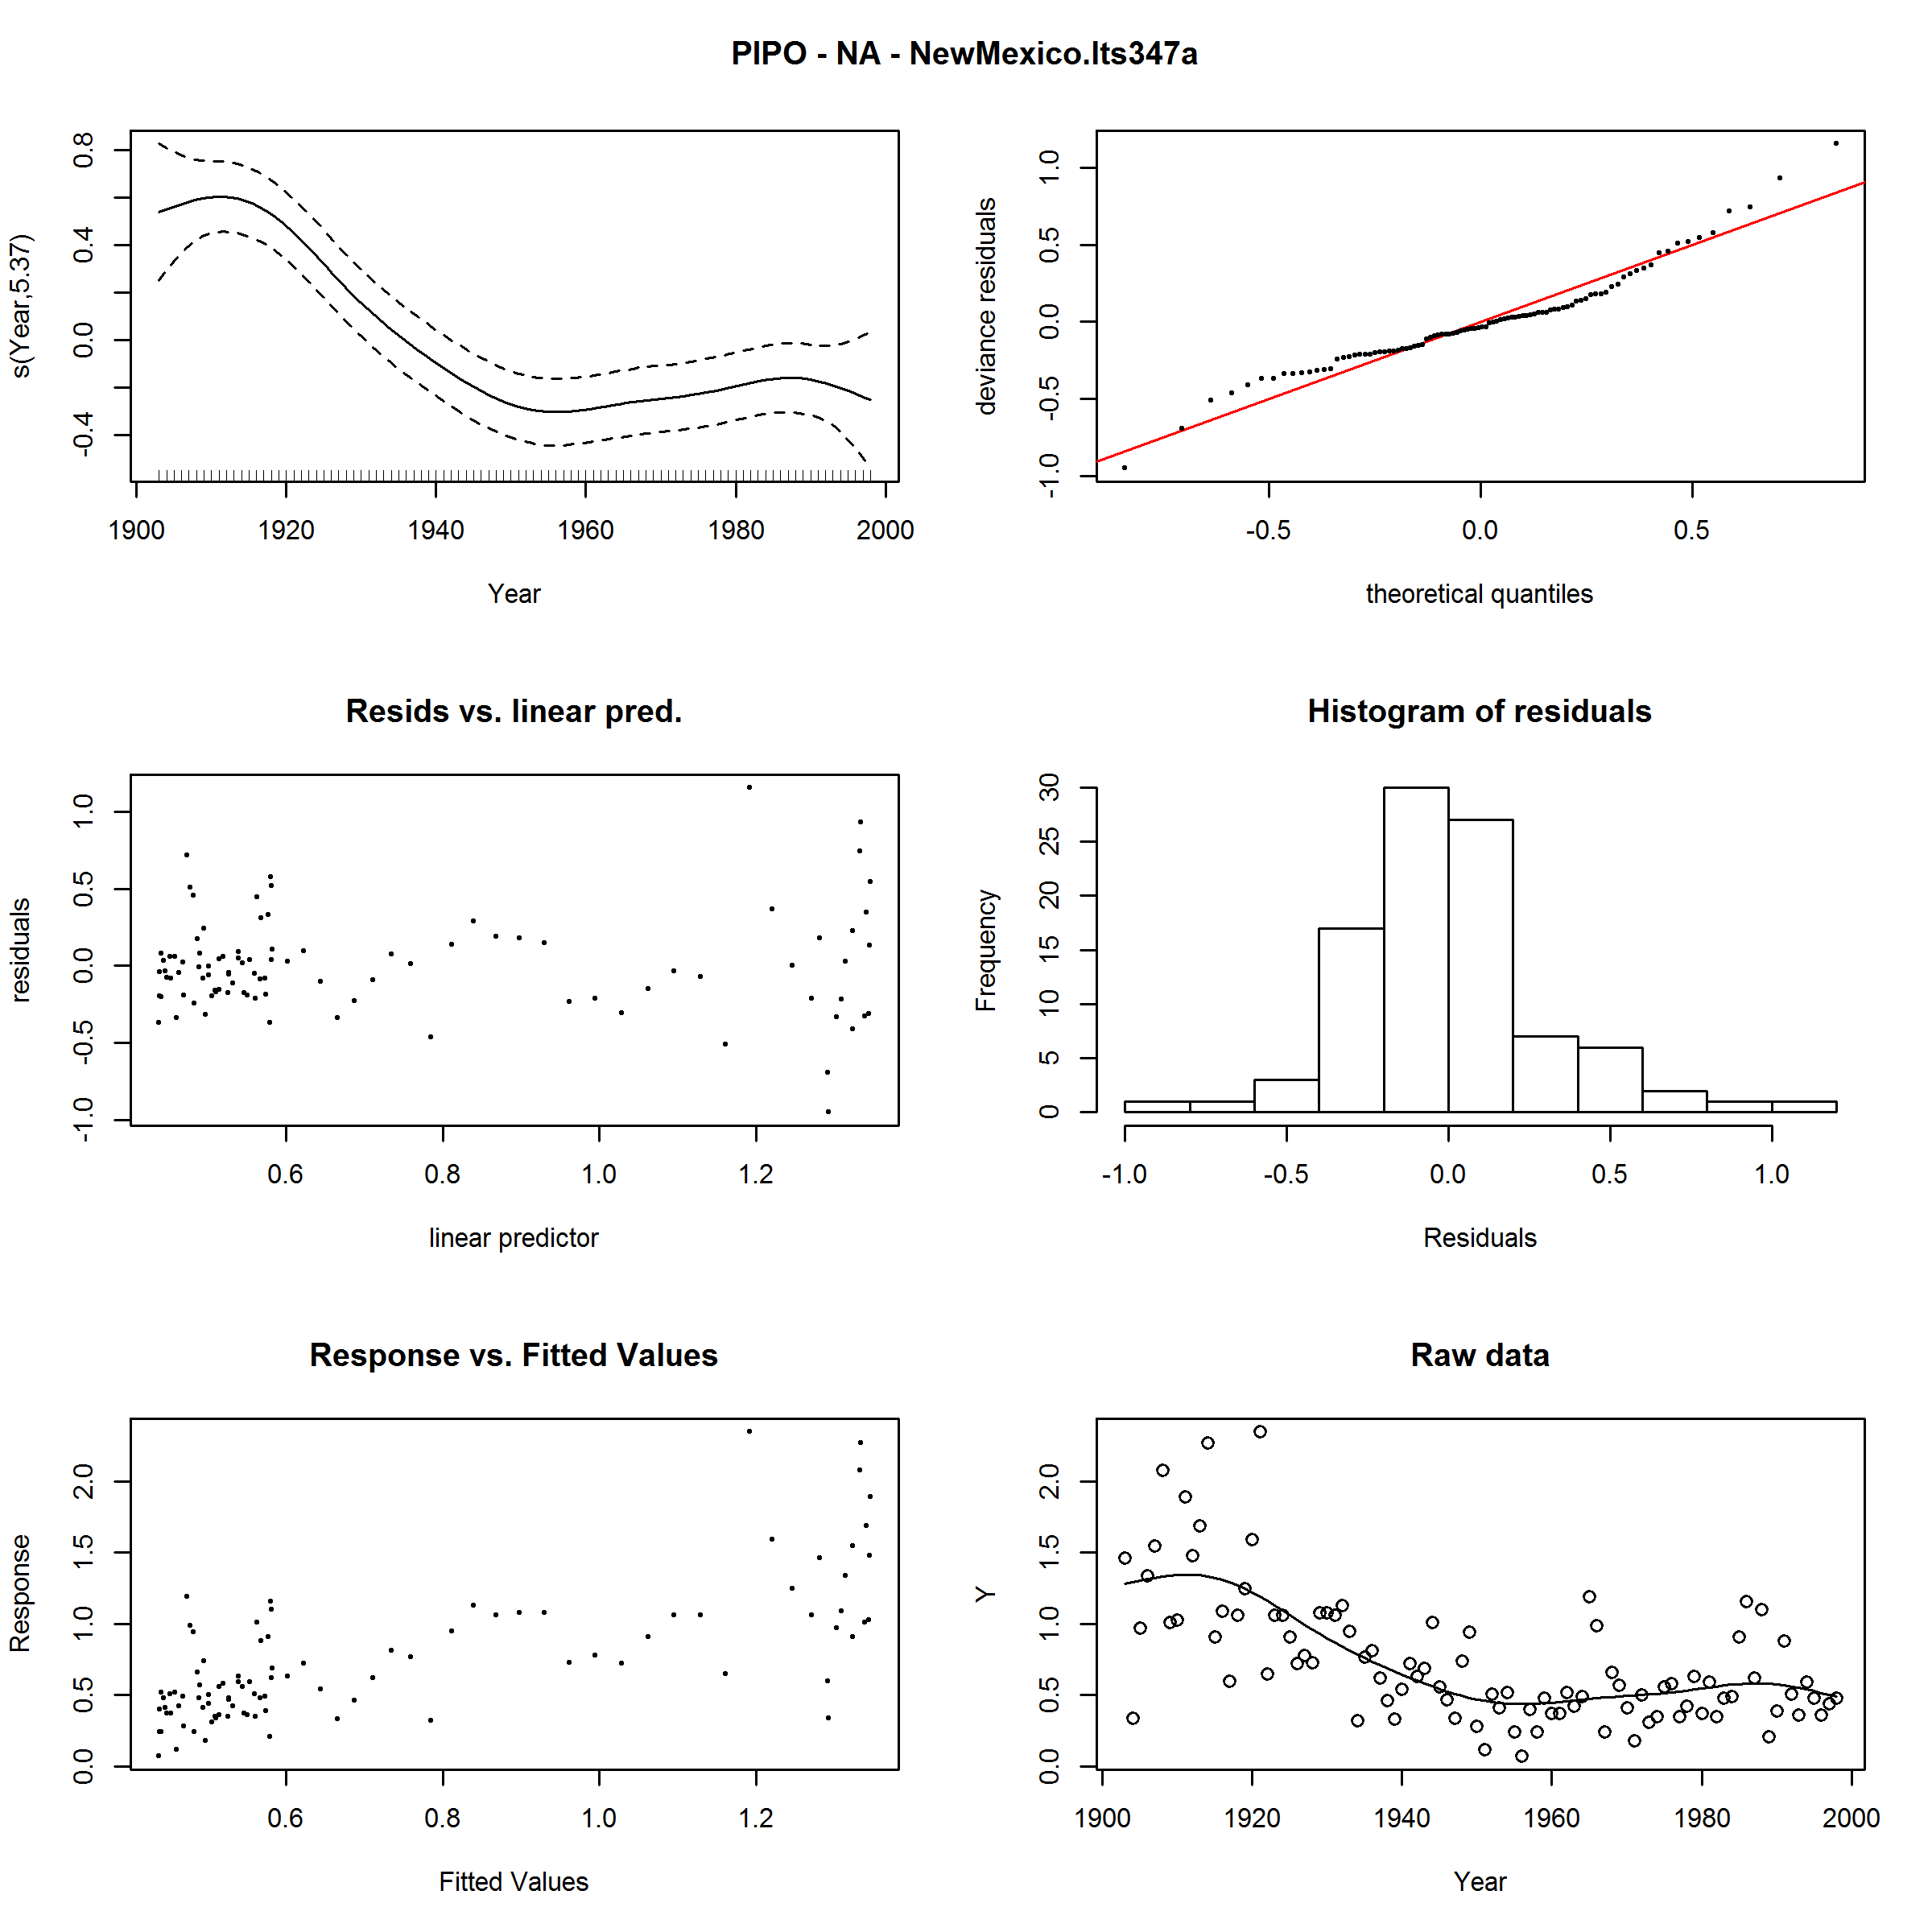 PIPO - NA - NewMexico.lts347a
s(Year,5.37)
-0.4 0.0 0.4 0.8
1900 1920 1940 1960 1980 2000
Year
deviance residuals
-1.0 -0.5 0.0 0.5 1.0
-0.5 0.0 0.5
theoretical quantiles
Resids vs. linear pred.
residuals
-1.0 -0.5 0.0 0.5 1.0
0.6 0.8 1.0 1.2
linear predictor
Histogram of residuals
Frequency
0 5 10 15 20 25 30
-1.0 -0.5 0.0 0.5 1.0
Residuals
Response vs. Fitted Values
Response
0.0 0.5 1.0 1.5 2.0
0.6 0.8 1.0 1.2
Fitted Values
Raw data
Y
0.0 0.5 1.0 1.5 2.0
1900 1920 1940 1960 1980 2000
Year